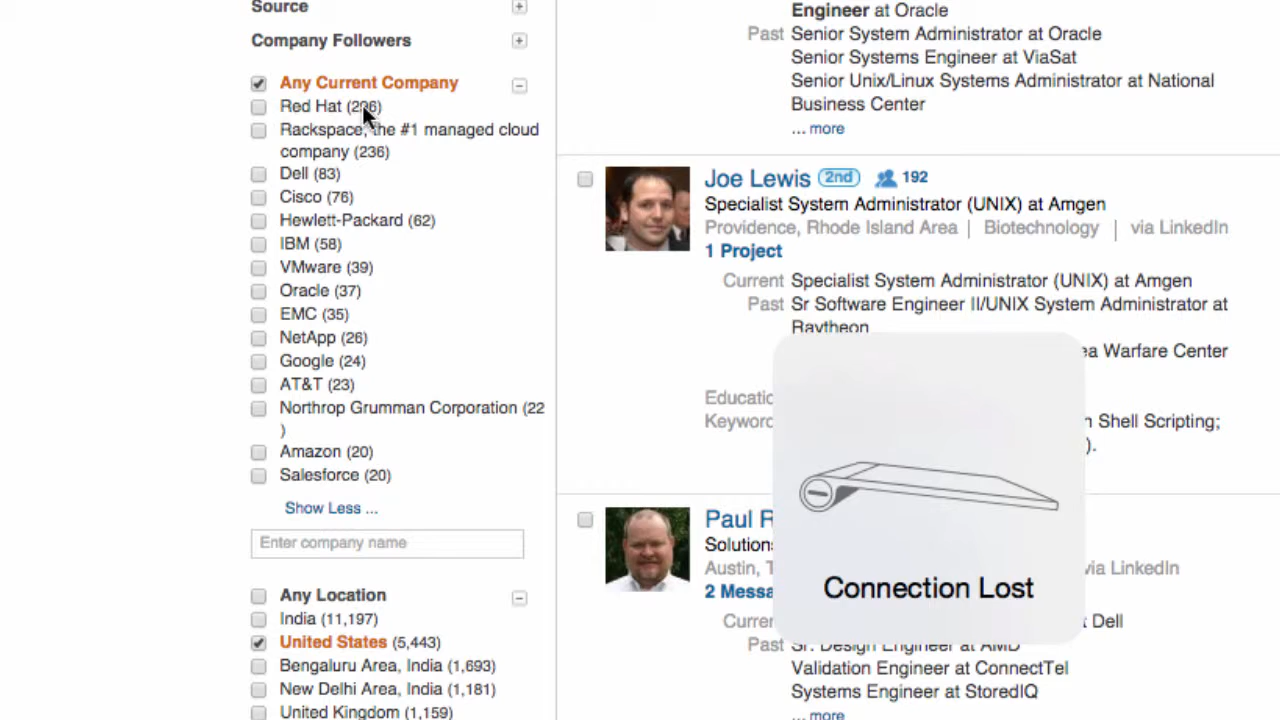 Source
Company Followers
Any Current Company
Red Hat (296)
Rackspace, the #1 managed cloud
company (236)
Dell (83)
Cisco (76)
Hewlett-Packard (62)
IBM (58)
VMware (39)
Oracle (37)
EMC (35)
NetApp (26)
Google (24)
AT&T (23)
Northrop Grumman Corporation (22
)
Amazon (20)
Salesforce (20)
Show Less ...
Enter company name
Any Location
India (11,197)
United States (5,443)
Bengaluru Area, India (1,693)
New Delhi Area, India (1,181)
United Kingdom (1,159)
Engineer at Oracle
Past Senior System Administrator at Oracle
Senior Systems Engineer at ViaSat
Senior Unix/Linux Systems Administrator at National
Business Center
... more
Joe Lewis 2nd 192
Specialist System Administrator (UNIX) at Amgen
Providence, Rhode Island Area | Biotechnology | via LinkedIn
1 Project
Current Specialist System Administrator (UNIX) at Amgen
Past Sr Software Engineer II/UNIX System Administrator at
Raytheon
Warfare Center
Shell Scripting;
).
Paul
Austin,
via LinkedIn
2
Dell
Past Sr. Design Engineer at AMD
Validation Engineer at ConnectTel
Systems Engineer at StoredIQ
... more
Connection Lost